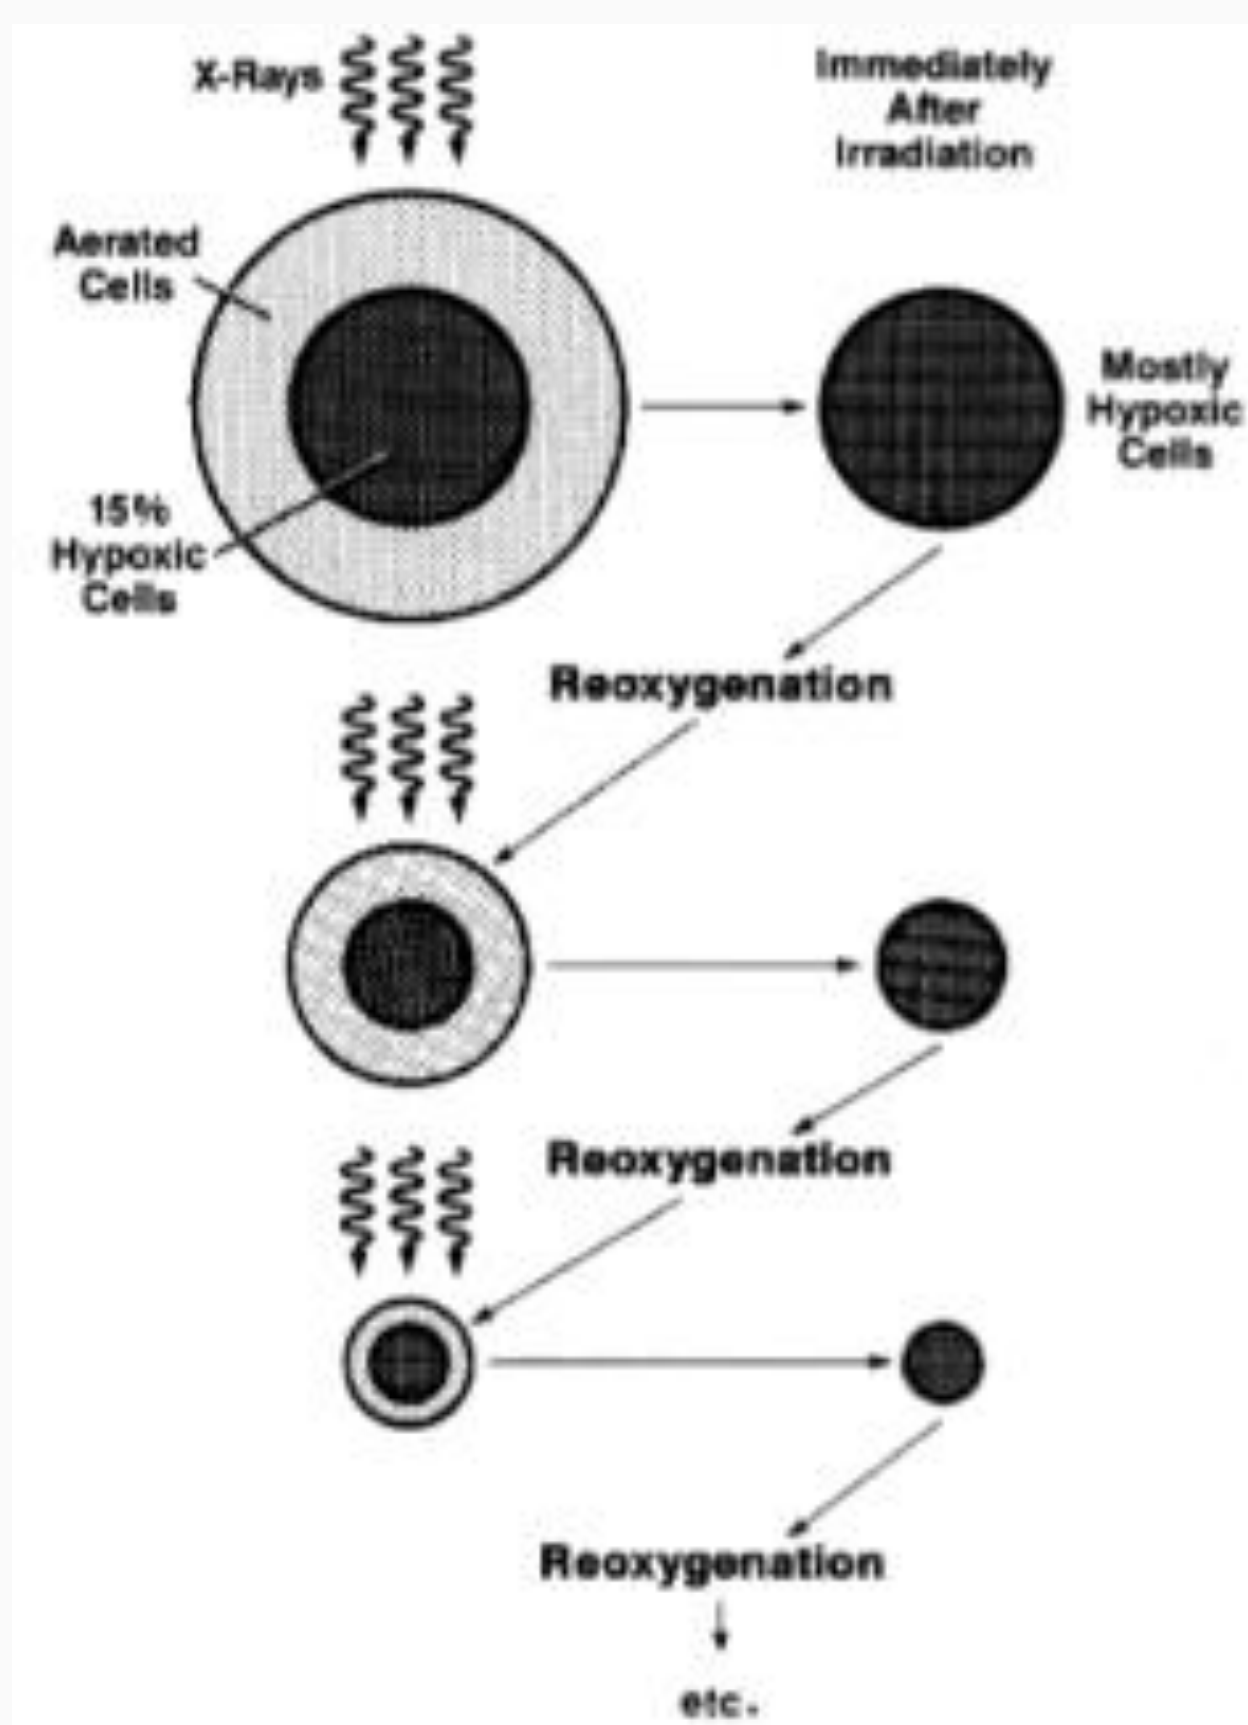 X-Rays
Immediately
After
Irradiation
Aerated
Cells
Mostly
Hypoxic
Cells
15%
Hypoxic
Cells
Reoxygenation
Reoxygenation
Reoxygenation
etc.